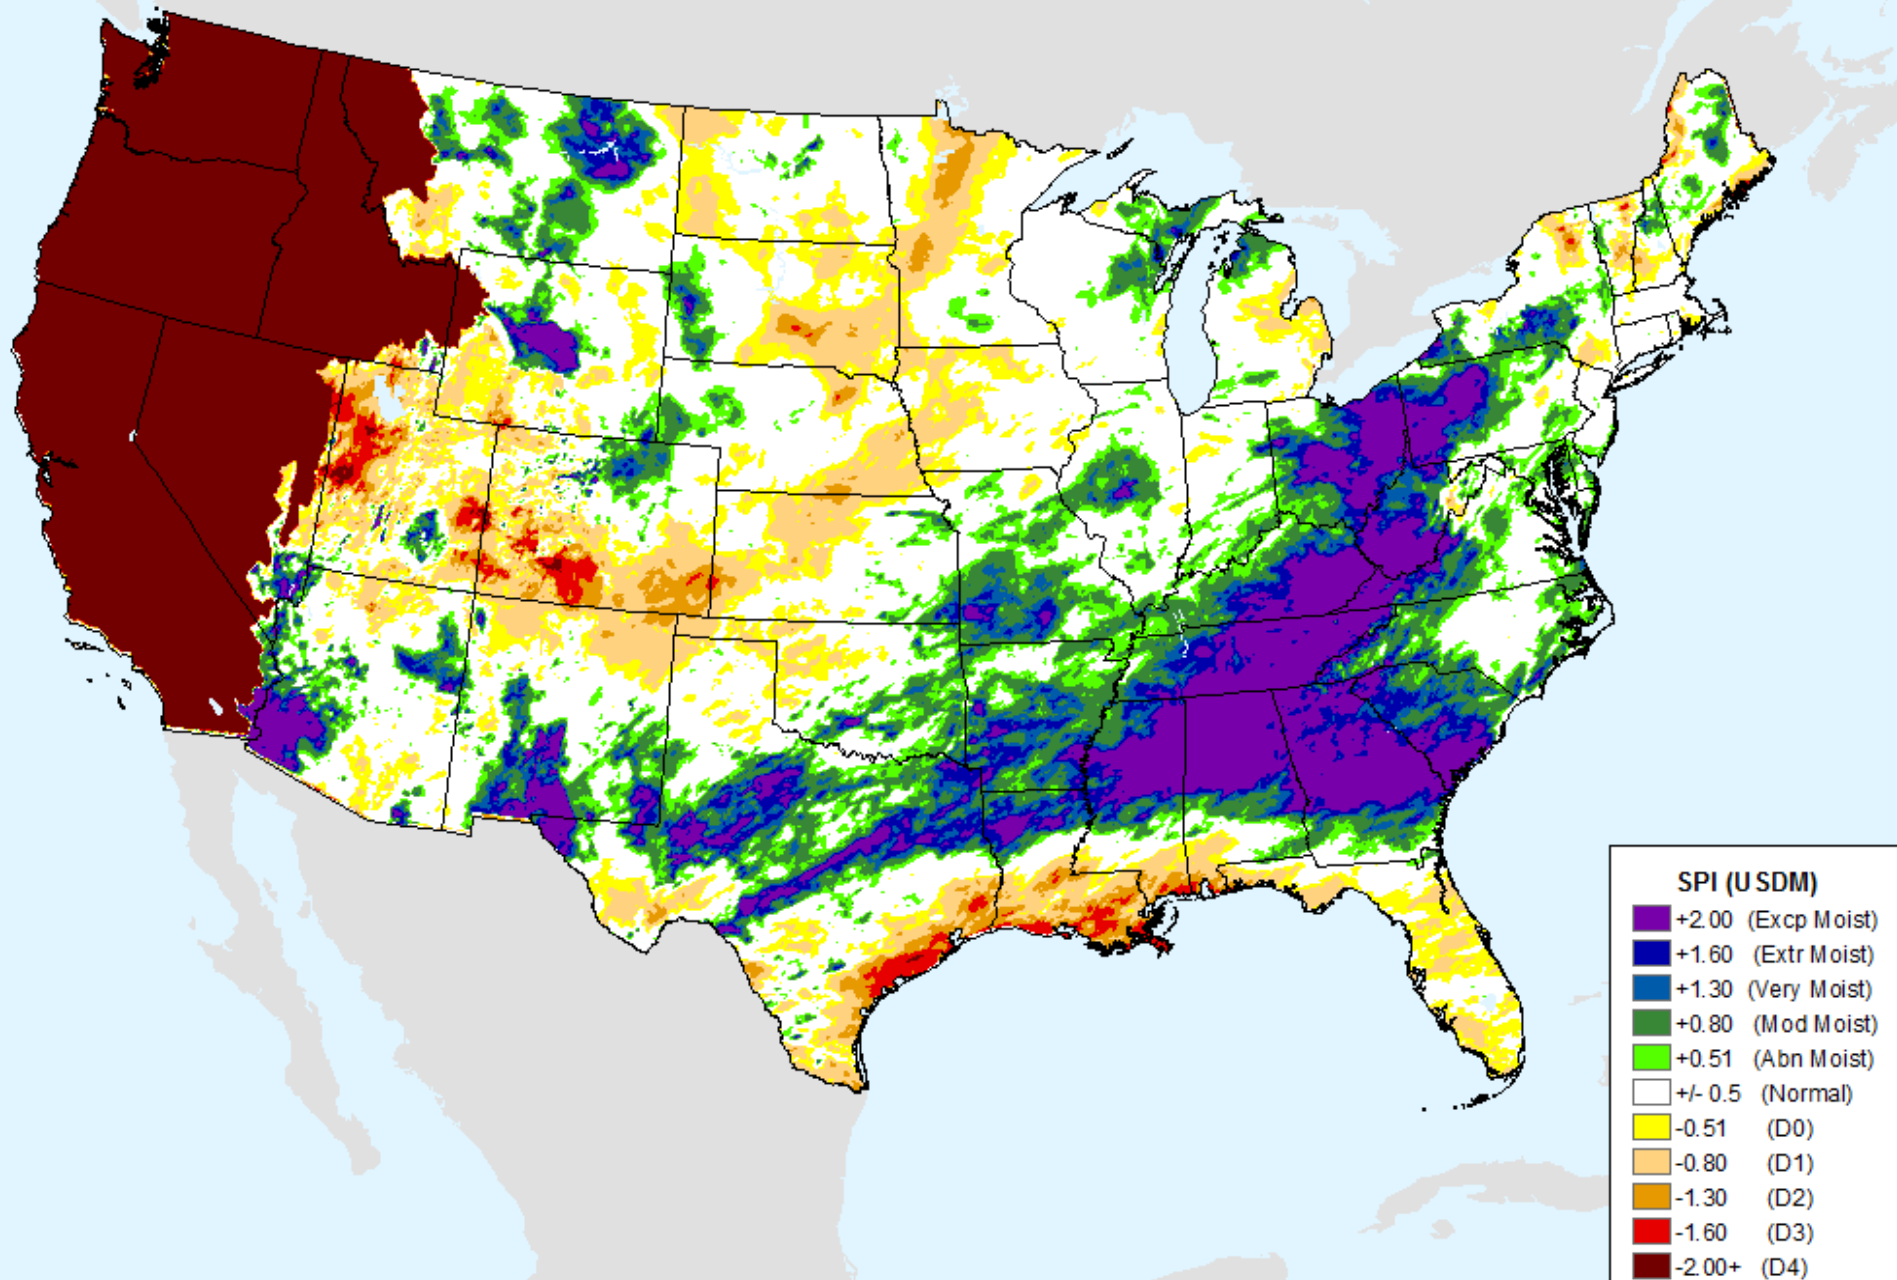 SPI (USDM)
+2.00 (Excp Moist)
+1.60 (Extr Moist)
+1.30 (Very Moist)
+0.80 (Mod Moist)
+0.51 (Abn Moist)
+/- 0.5 (Normal)
-0.51 (D0)
-0.80 (D1)
-1.30 (D2)
-1.60 (D3)
-2.00+ (D4)